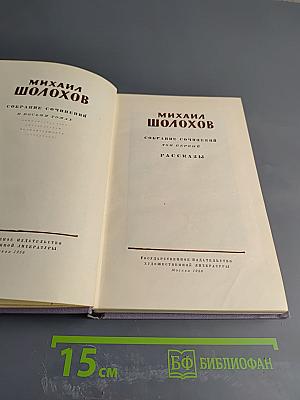 МИХАИЛ
ШОЛОХОВ
СОБРАНИЕ СОЧИНЕНИЙ
В ВОСЬМИ ТОМАХ
МИХАИЛ
ШОЛОХОВ
СОБРАНИЕ СОЧИНЕНИЙ
ТОМ ПЕРВЫЙ
РАССКАЗЫ
ГОСУДАРСТВЕННОЕ ИЗДАТЕЛЬСТВО
ХУДОЖЕСТВЕННОЙ ЛИТЕРАТУРЫ
Москва 1956
15 см
БФ БИБЛИОФАН